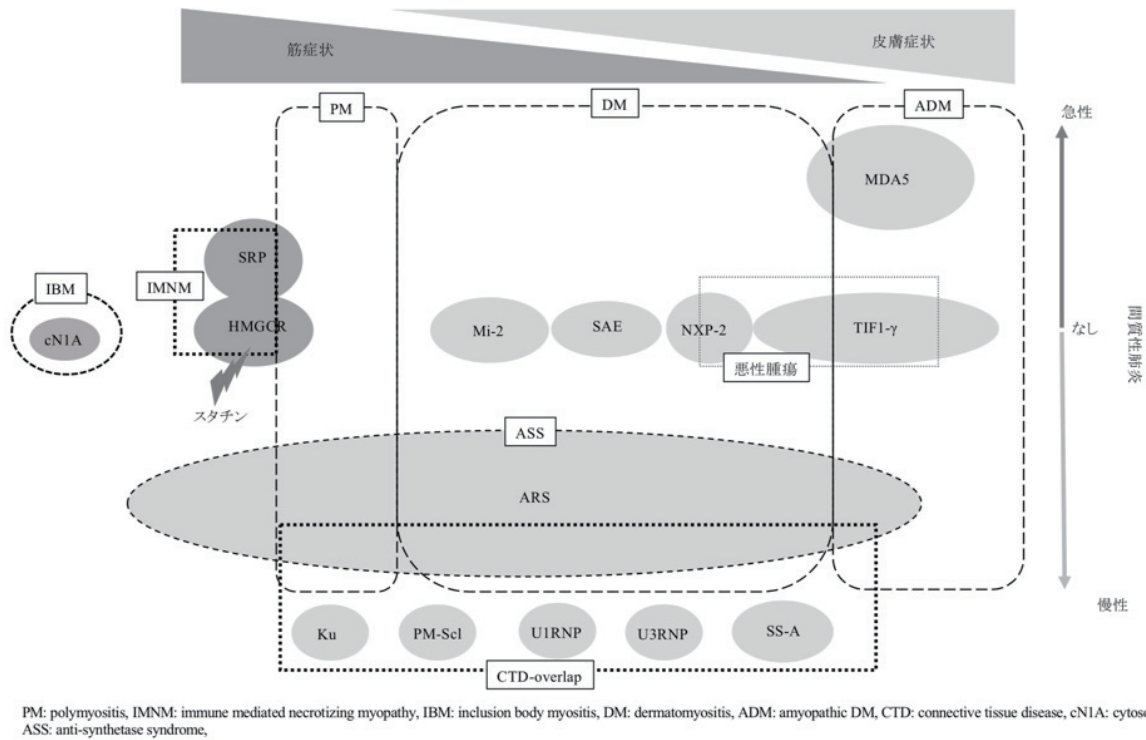 筋症状
皮膚症状
PM
DM
ADM
急性
MDA5
SRP
IBM
IMNM
cN1A
HMGCR
Mi-2
SAE
NXP-2
TIF1-γ
なし
間質性肺炎
悪性腫瘍
スタチン
ASS
ARS
慢性
Ku
PM-Scl
U1RNP
U3RNP
SS-A
CTD-overlap
PM: polymyositis, IMNM: immune mediated necrotizing myopathy, IBM: inclusion body myositis, DM: dermatomyositis, ADM: amyopathic DM, CTD: connective tissue disease, cN1A:
ASS: anti-synthetase syndrome,